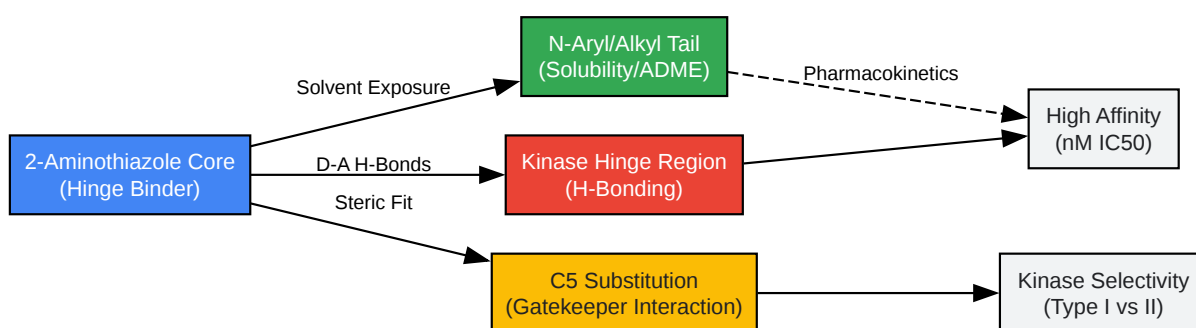 N-Aryl/Alkyl Tail
(Solubility/ADME)
Pharmacokinetics
Solvent Exposure
High Affinity
(nM IC50)
2-Aminothiazole Core
(Hinge Binder)
D-A H-Bonds
Kinase Hinge Region
(H-Bonding)
Steric Fit
C5 Substitution
(Gatekeeper Interaction)
Kinase Selectivity
(Type I vs II)